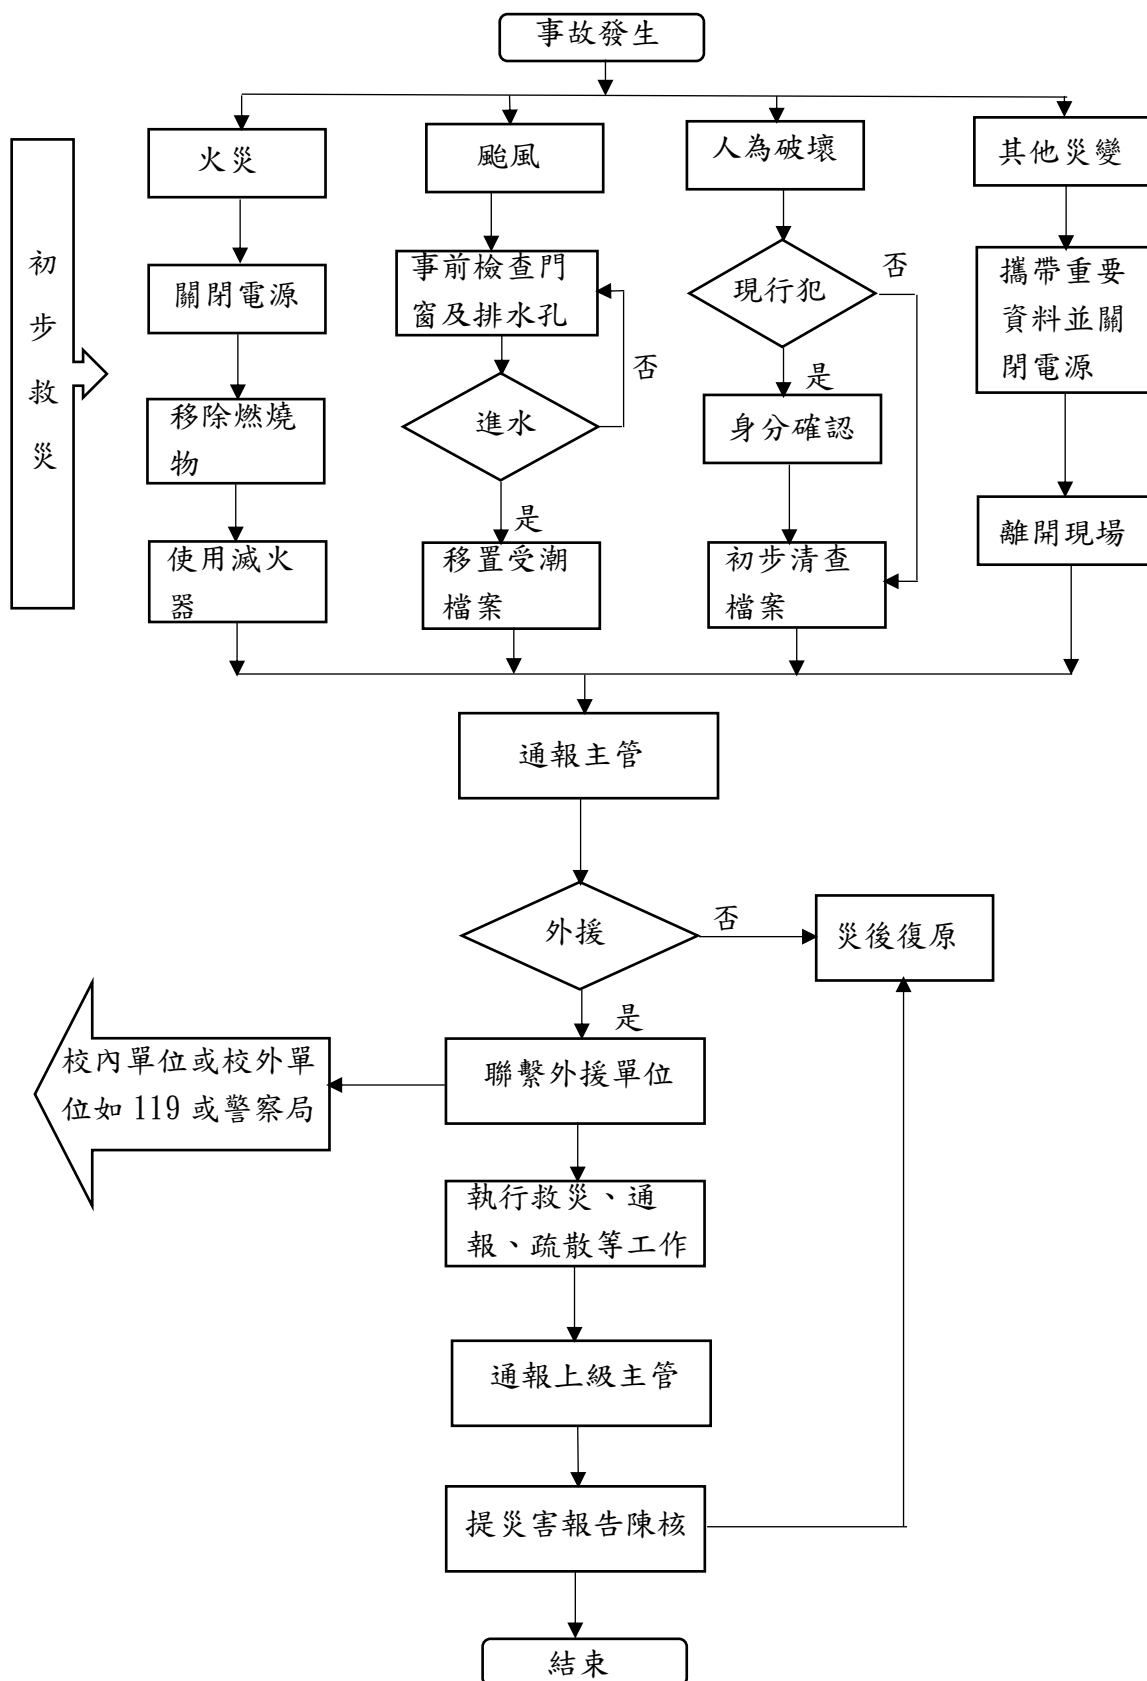 事故發生
火災
颱風
人為破壞
其他災變
初
步
救
災
關閉電源
事前檢查門
窗及排水孔
否
現行犯
否
攜帶重要
資料並關
閉電源
是
移除燃燒
物
進水
身分確認
是
離開現場
使用滅火
器
移置受潮
檔案
初步清查
檔案
通報主管
外援
否
災後復原
是
校內單位或校外單
位如 119 或警察局
聯繫外援單位
執行救災、通
報、疏散等工作
通報上級主管
提災害報告陳核
結束